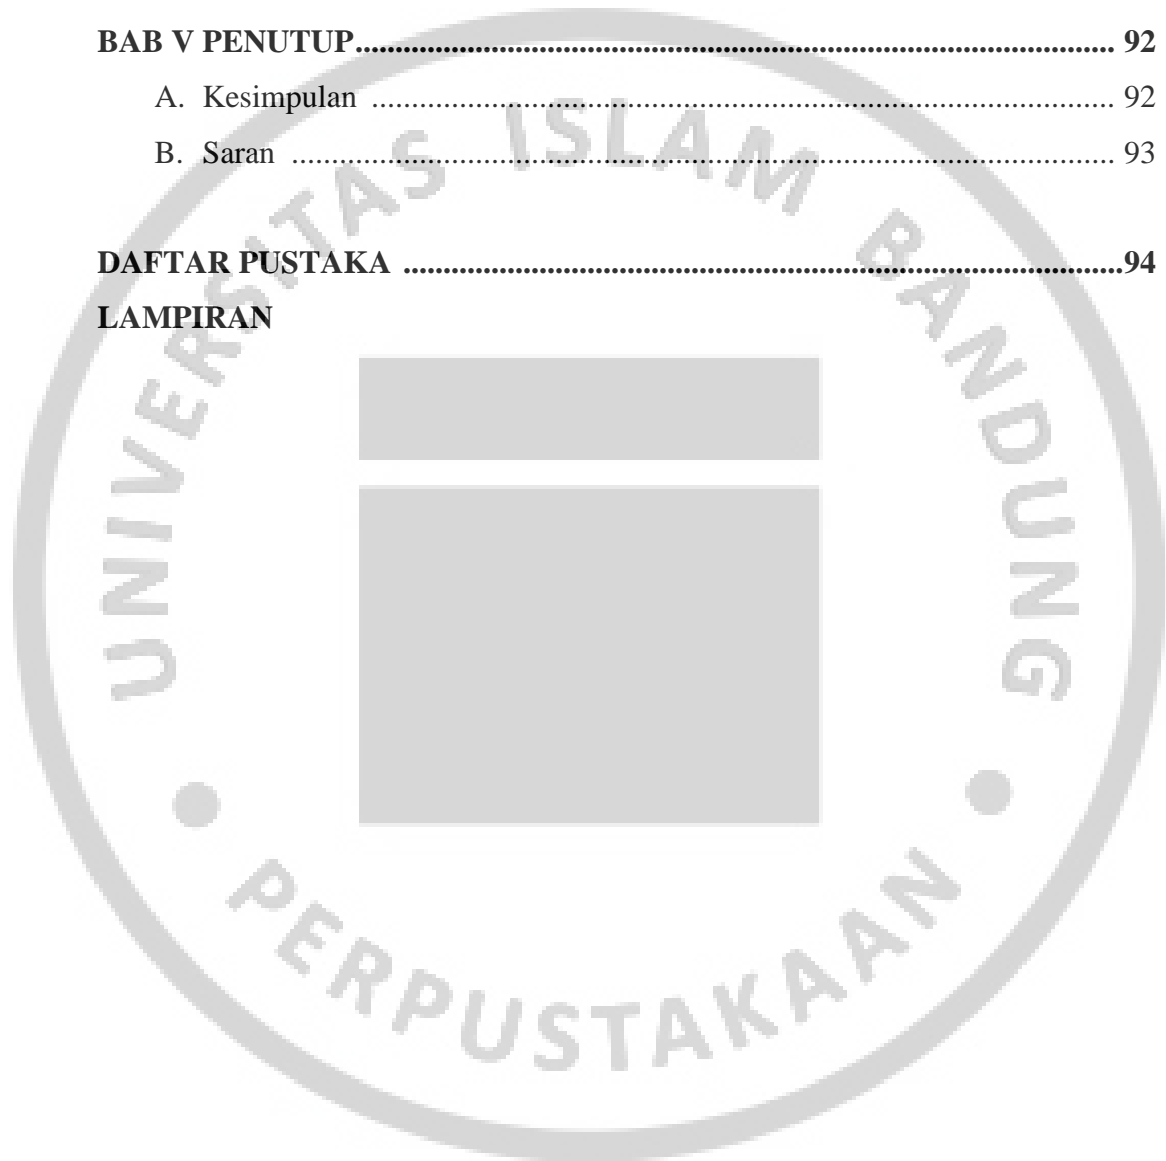 BAB V PENUTUP.................................................................................................. 92
A. Kesimpulan ............................................................................................ 92
B. Saran ......................................................................................................... 93
DAFTAR PUSTAKA ............................................................................................94
LAMPIRAN
UNIVERSITAS ISLAM BANDUNG
• PERPUSTAKAAN •